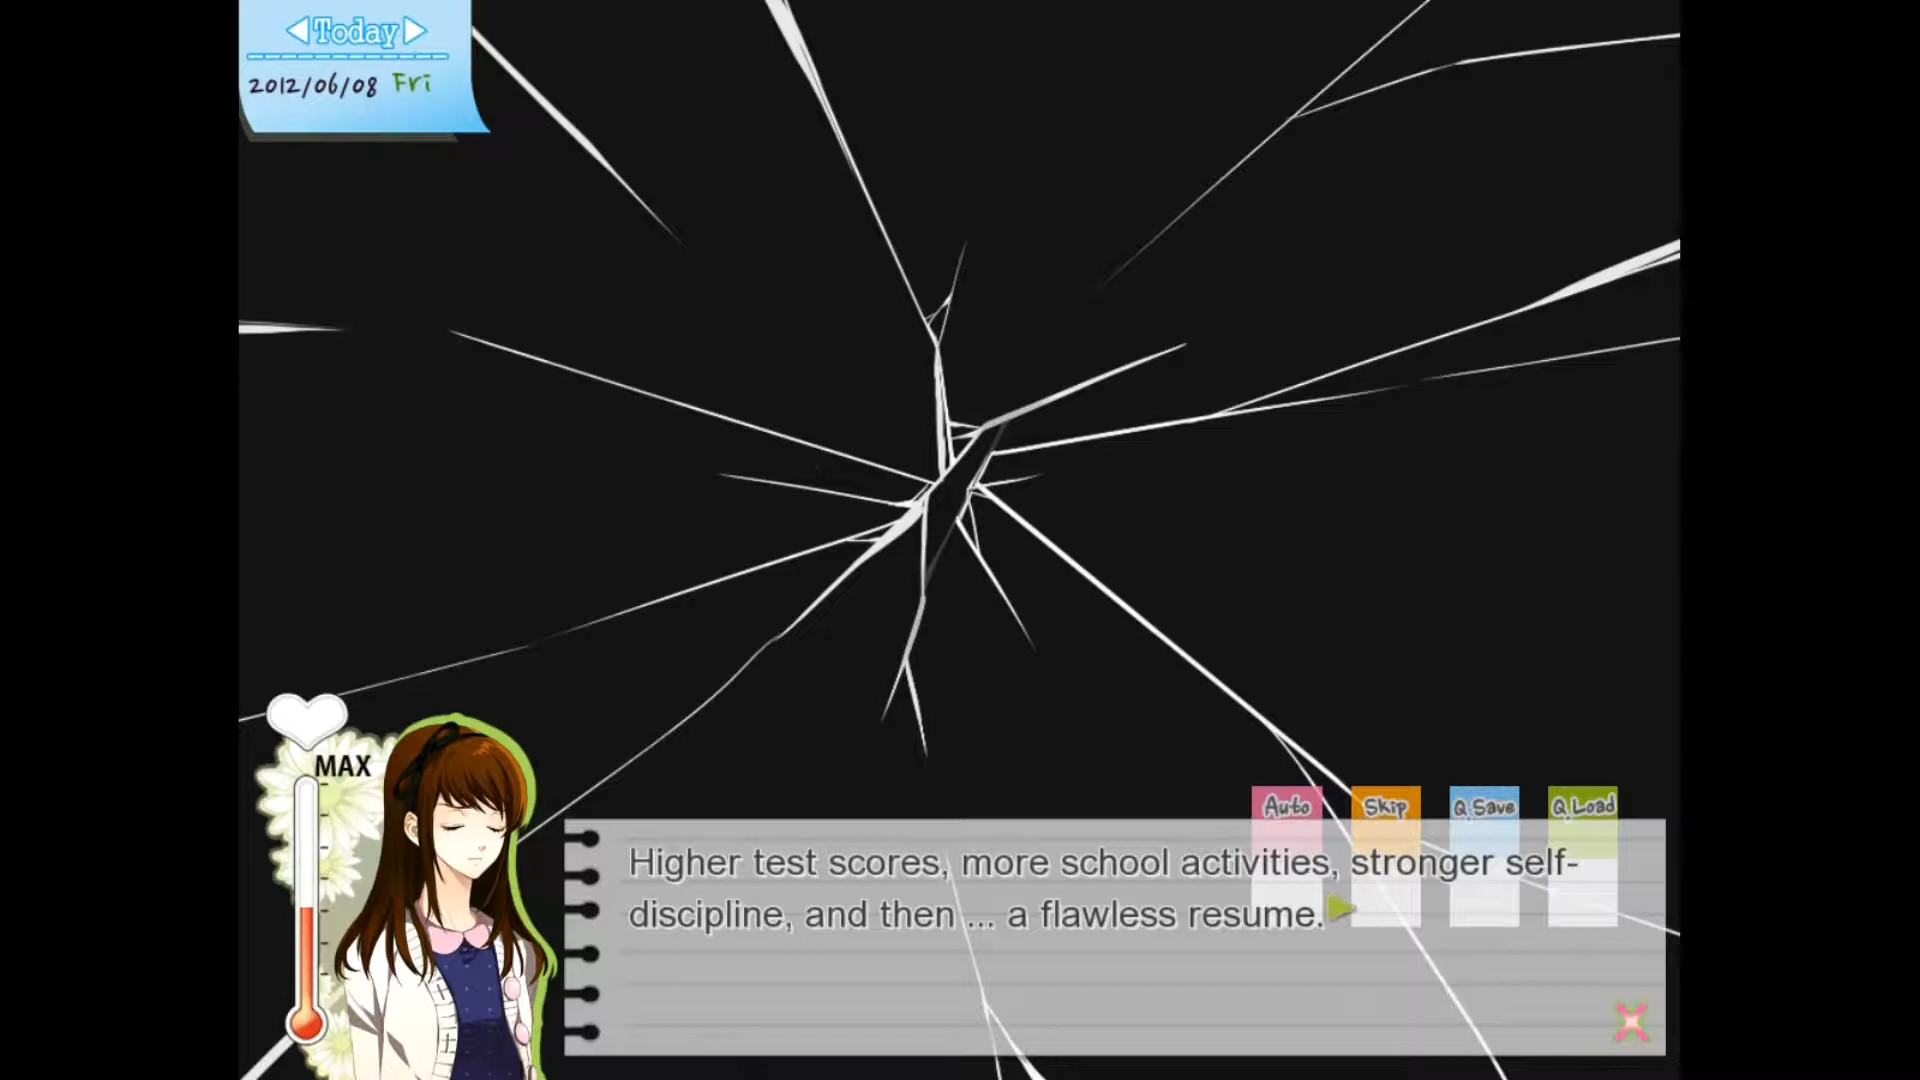 Today
2012/06/08 Fri
MAX
Auto
Skip
Q.Save
Q.Load
Higher test scores, more school activities, stronger self-
discipline, and then ... a flawless resume.